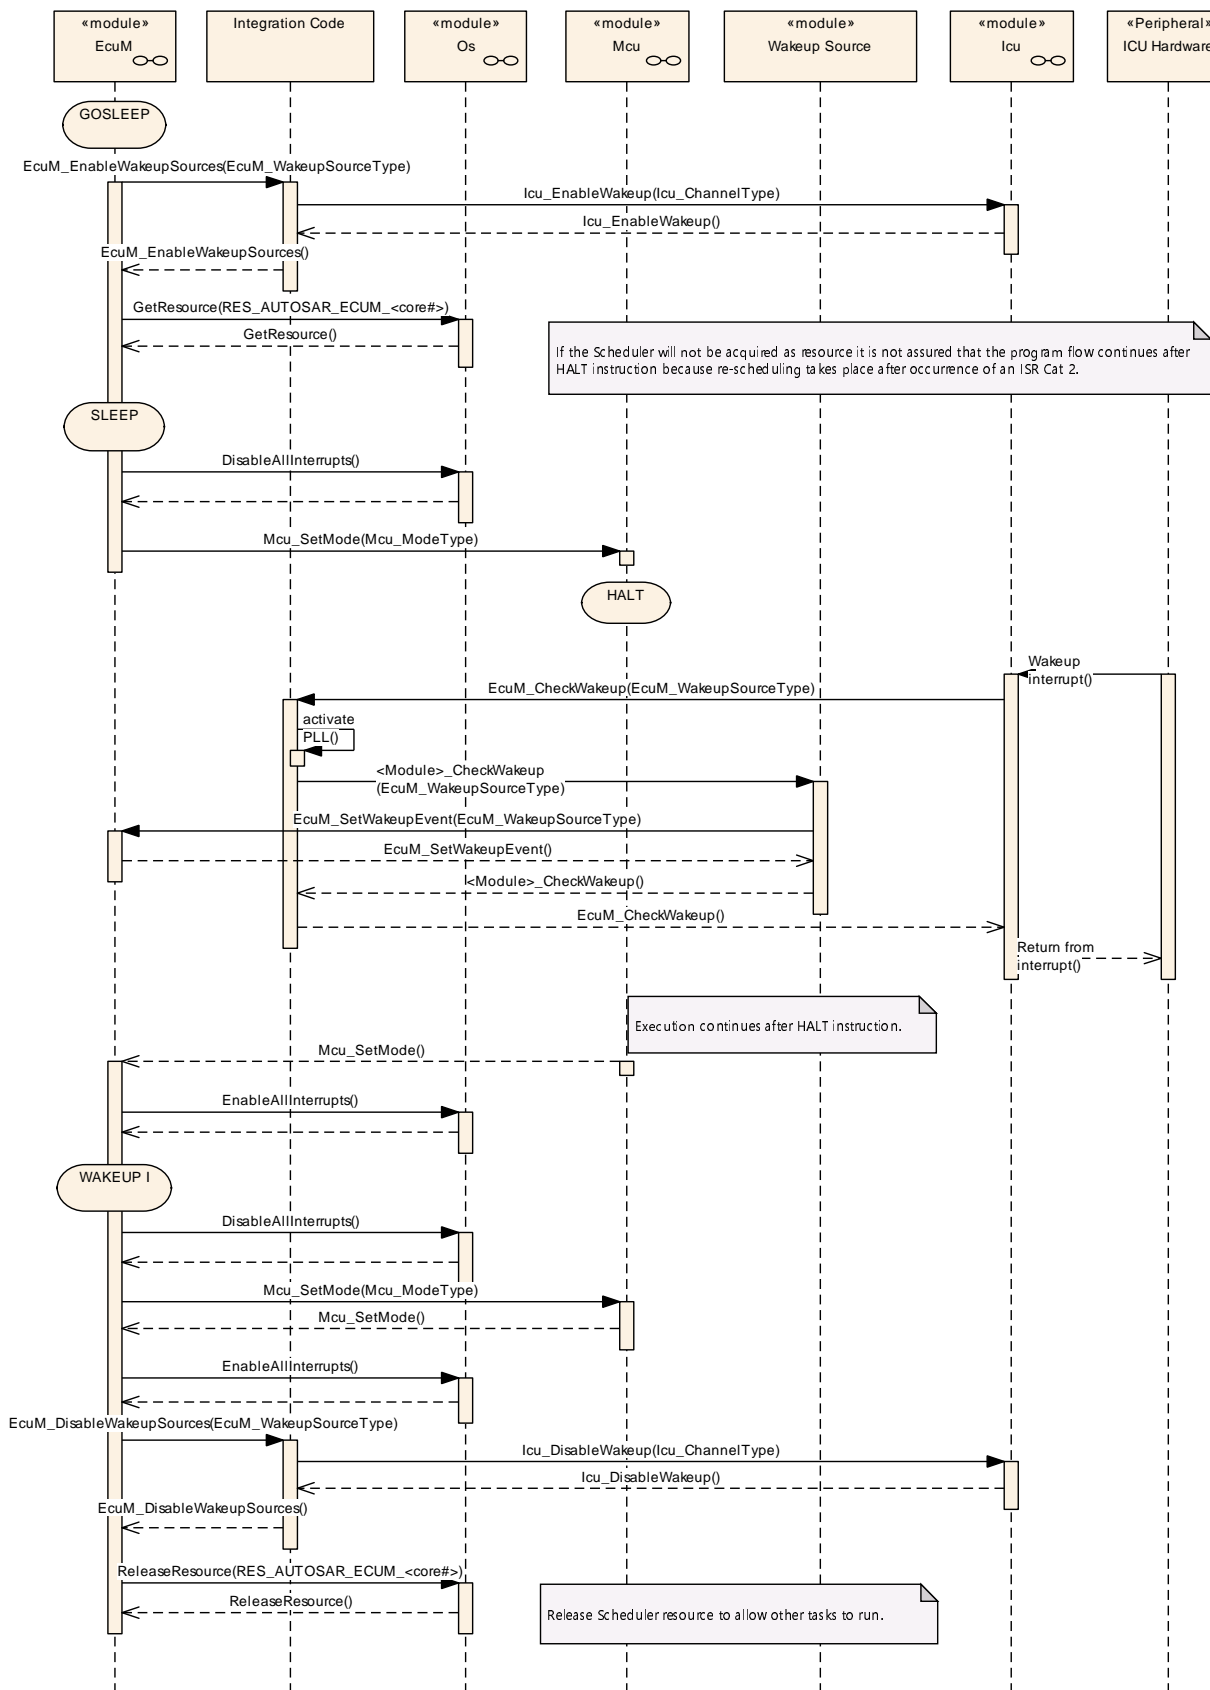 «module»
EcuM
Integration Code
«module»
Os
«module»
Mcu
«module»
Wakeup Source
«module»
Icu
«Peripheral»
ICU Hardware
GOSLEEP
EcuM_EnableWakeupSources(EcuM_WakeupSourceType)
Icu_EnableWakeup(Icu_ChannelType)
Icu_EnableWakeup()
EcuM_EnableWakeupSources()
GetResource(RES_AUTOSAR_ECUM_<core#>)
GetResource()
If the Scheduler will not be acquired as resource it is not assured that the program flow continues after
HALT instruction because re-scheduling takes place after occurrence of an ISR Cat 2.
SLEEP
DisableAllInterrupts()
Mcu_SetMode(Mcu_ModeType)
HALT
Wakeup
interrupt()
EcuM_CheckWakeup(EcuM_WakeupSourceType)
activate
PLL()
<Module>_CheckWakeup
(EcuM_WakeupSourceType)
EcuM_SetWakeupEvent(EcuM_WakeupSourceType)
EcuM_SetWakeupEvent()
<Module>_CheckWakeup()
EcuM_CheckWakeup()
Return from
interrupt()
Execution continues after HALT instruction.
Mcu_SetMode()
EnableAllInterrupts()
WAKEUP I
DisableAllInterrupts()
Mcu_SetMode(Mcu_ModeType)
Mcu_SetMode()
EnableAllInterrupts()
EcuM_DisableWakeupSources(EcuM_WakeupSourceType)
Icu_DisableWakeup(Icu_ChannelType)
Icu_DisableWakeup()
EcuM_DisableWakeupSources()
ReleaseResource(RES_AUTOSAR_ECUM_<core#>)
ReleaseResource()
Release Scheduler resource to allow other tasks to run.